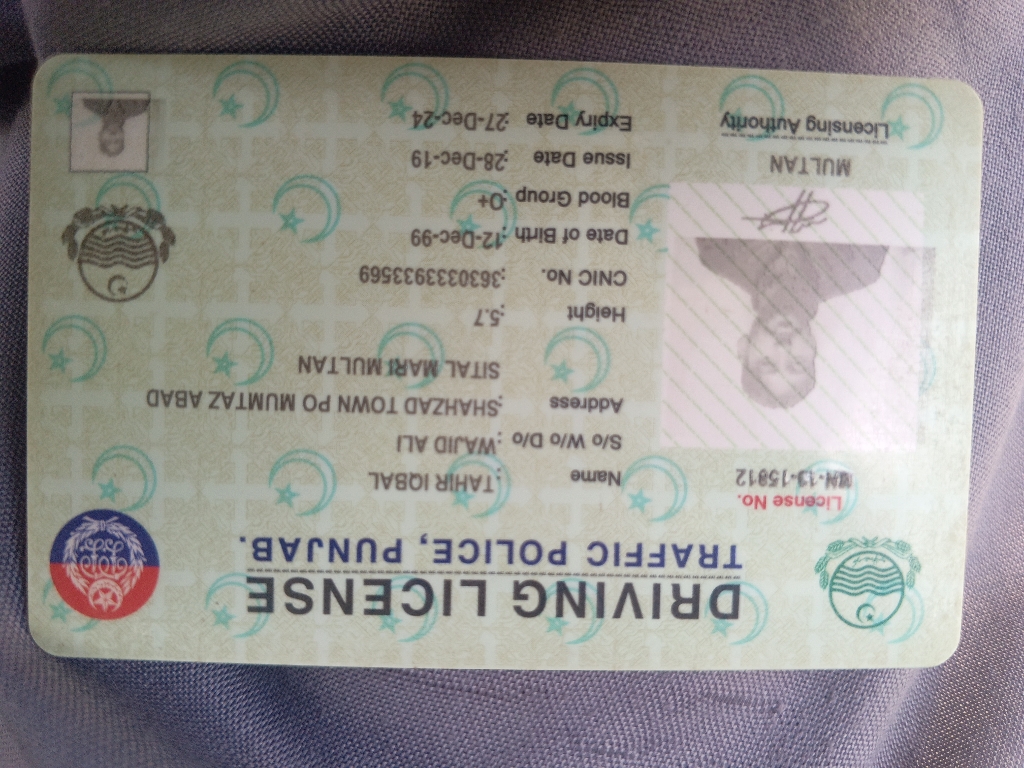 DRIVING LICENSE
TRAFFIC POLICE, PUNJAB.
License No.
Name :TAHIR IQBAL
S/o W/o D/o :WAJID ALI
Address :SHAHZAD TOWN PO MUMTAZ ABAD
SITAL MARI MULTAN
Height :5.7
CNIC No. :3630333933569
Date of Birth :12-Dec-99
Blood Group :O+
Issue Date :28-Dec-19
Expiry Date :27-Dec-24
MULTAN
Licensing Authority